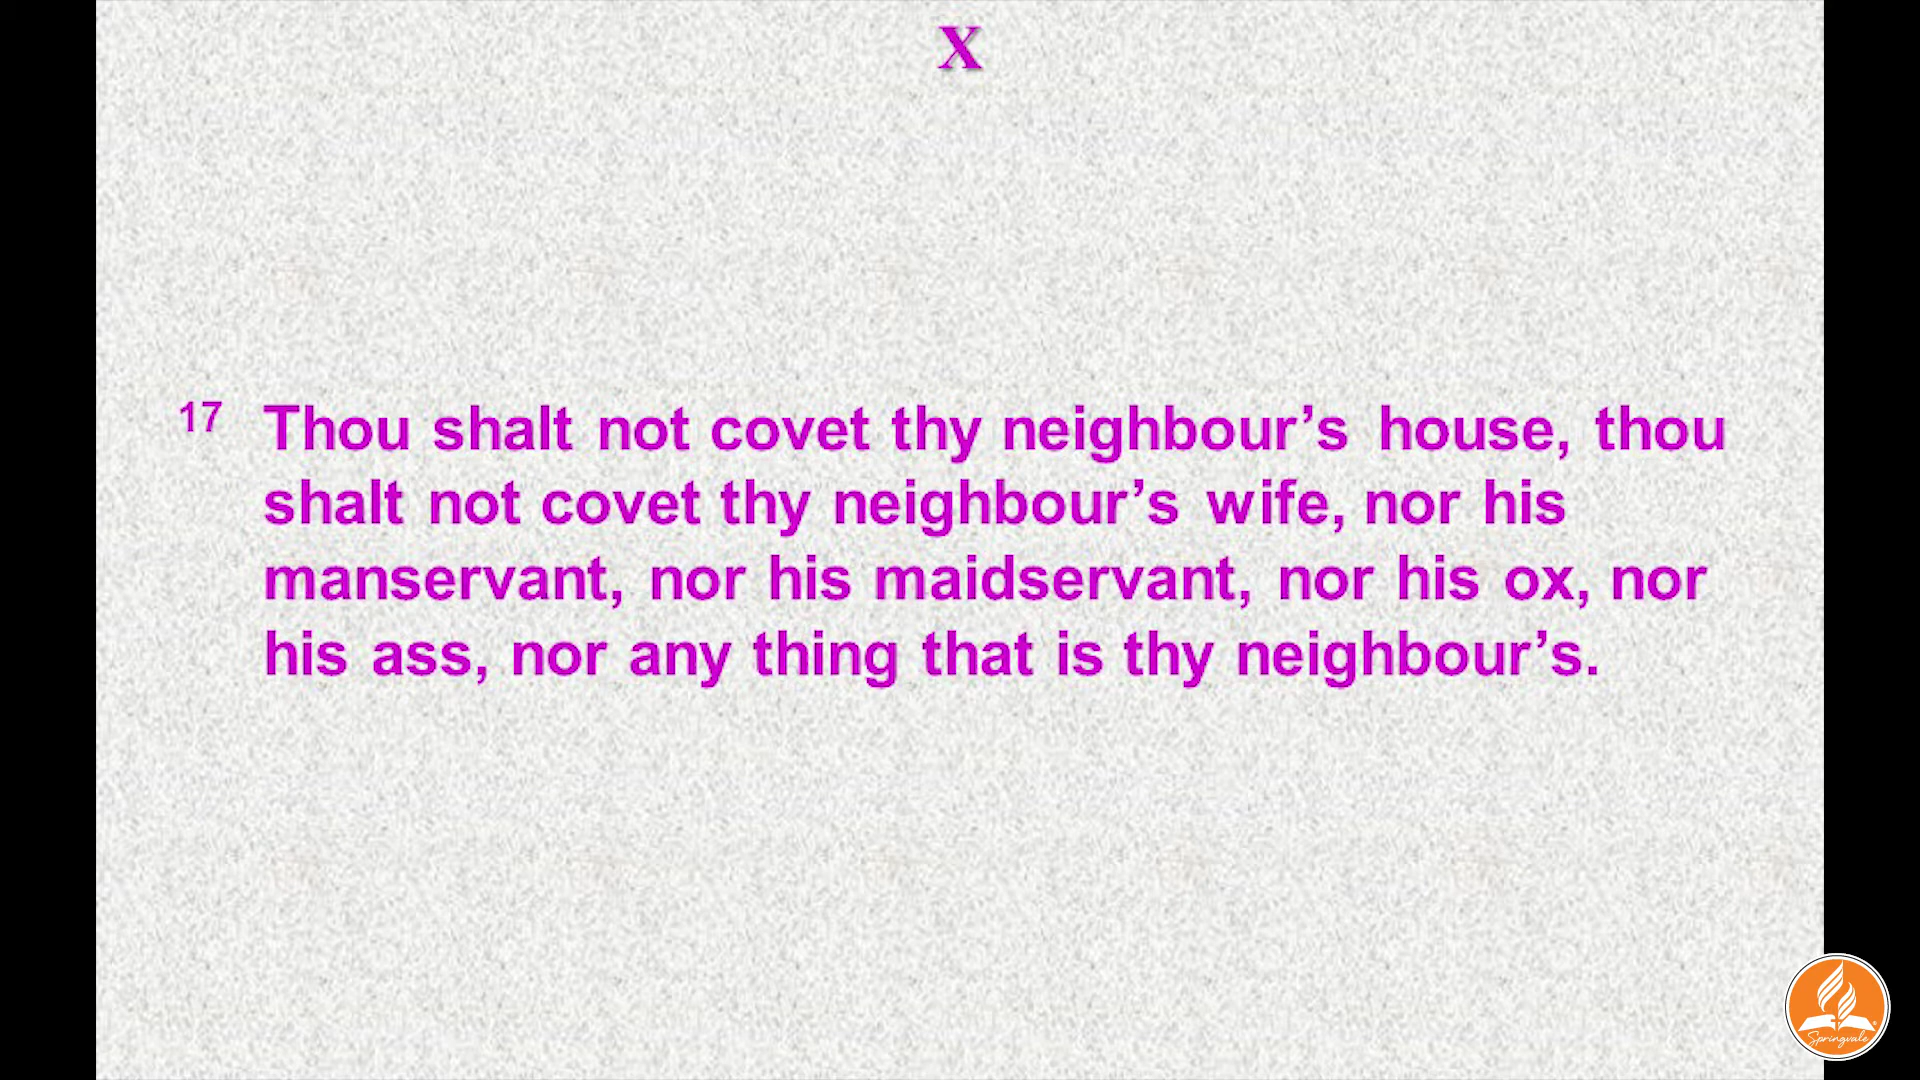 X
17 Thou shalt not covet thy neighbour’s house, thou
shalt not covet thy neighbour’s wife, nor his
manservant, nor his maidservant, nor his ox, nor
his ass, nor any thing that is thy neighbour’s.
Springvale